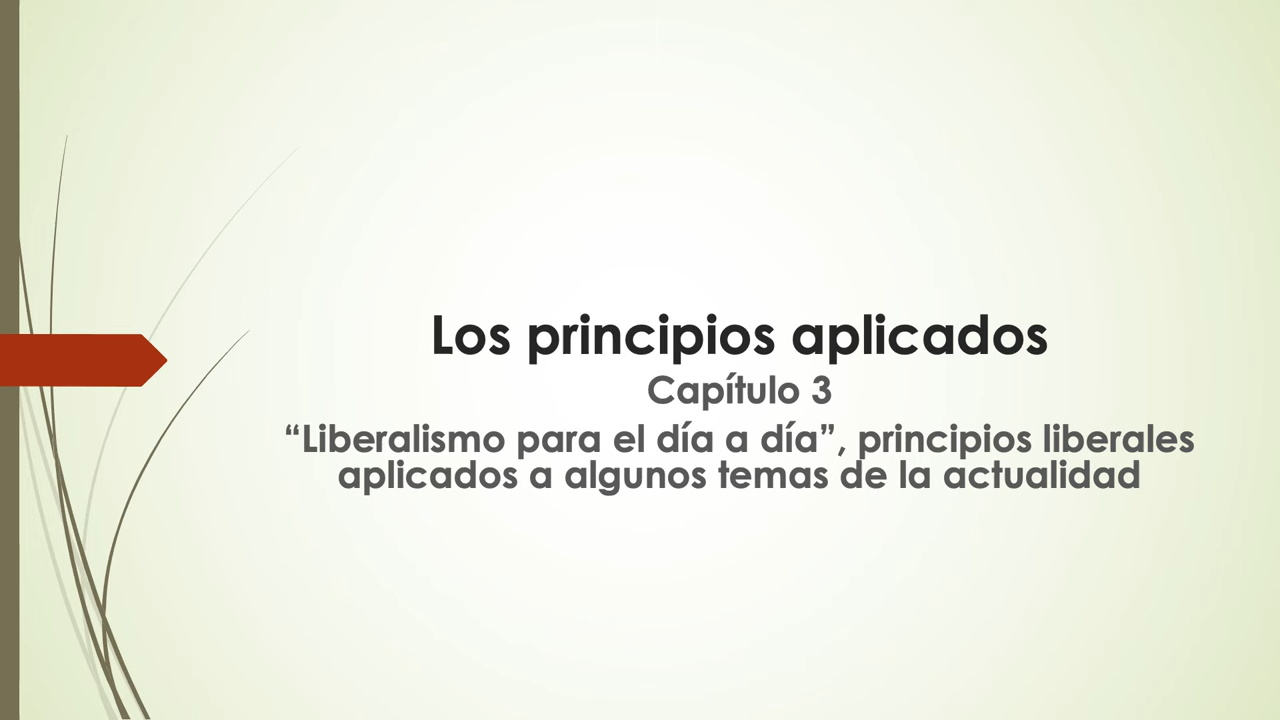 Los principios aplicados
Capítulo 3
“Liberalismo para el día a día”, principios liberales
aplicados a algunos temas de la actualidad